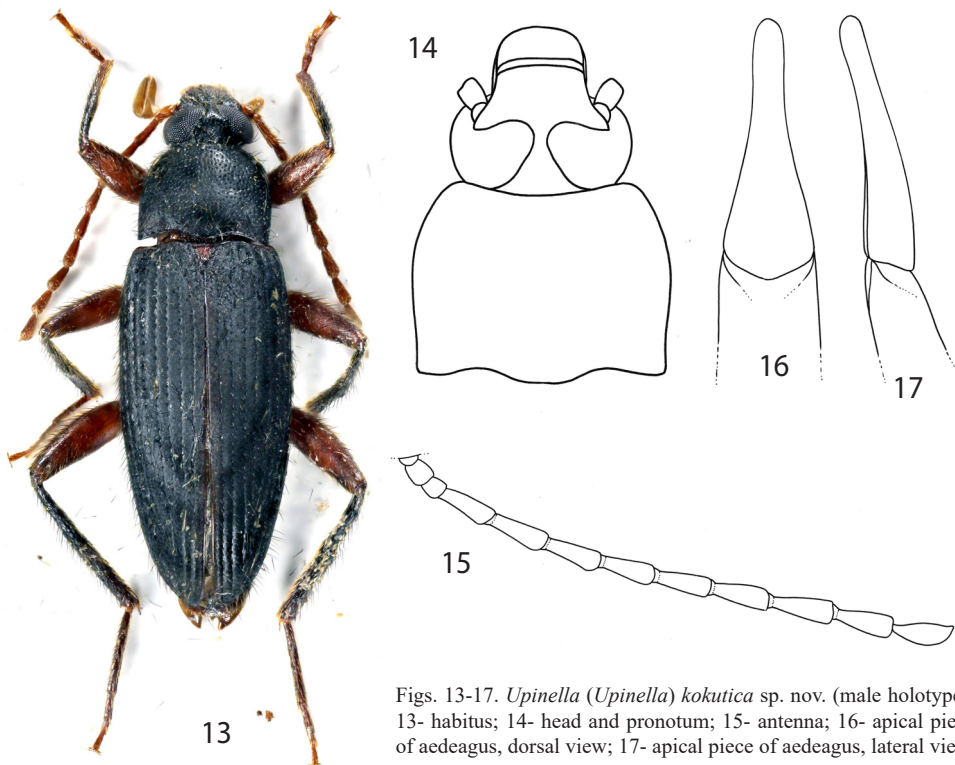 14
16
17
15
13
Figs. 13-17. Upinella (Upinella) kokutica sp. nov. (male holotype
13- habitus; 14- head and pronotum; 15- antenna; 16- apical pie
of aedeagus, dorsal view; 17- apical piece of aedeagus, lateral vie